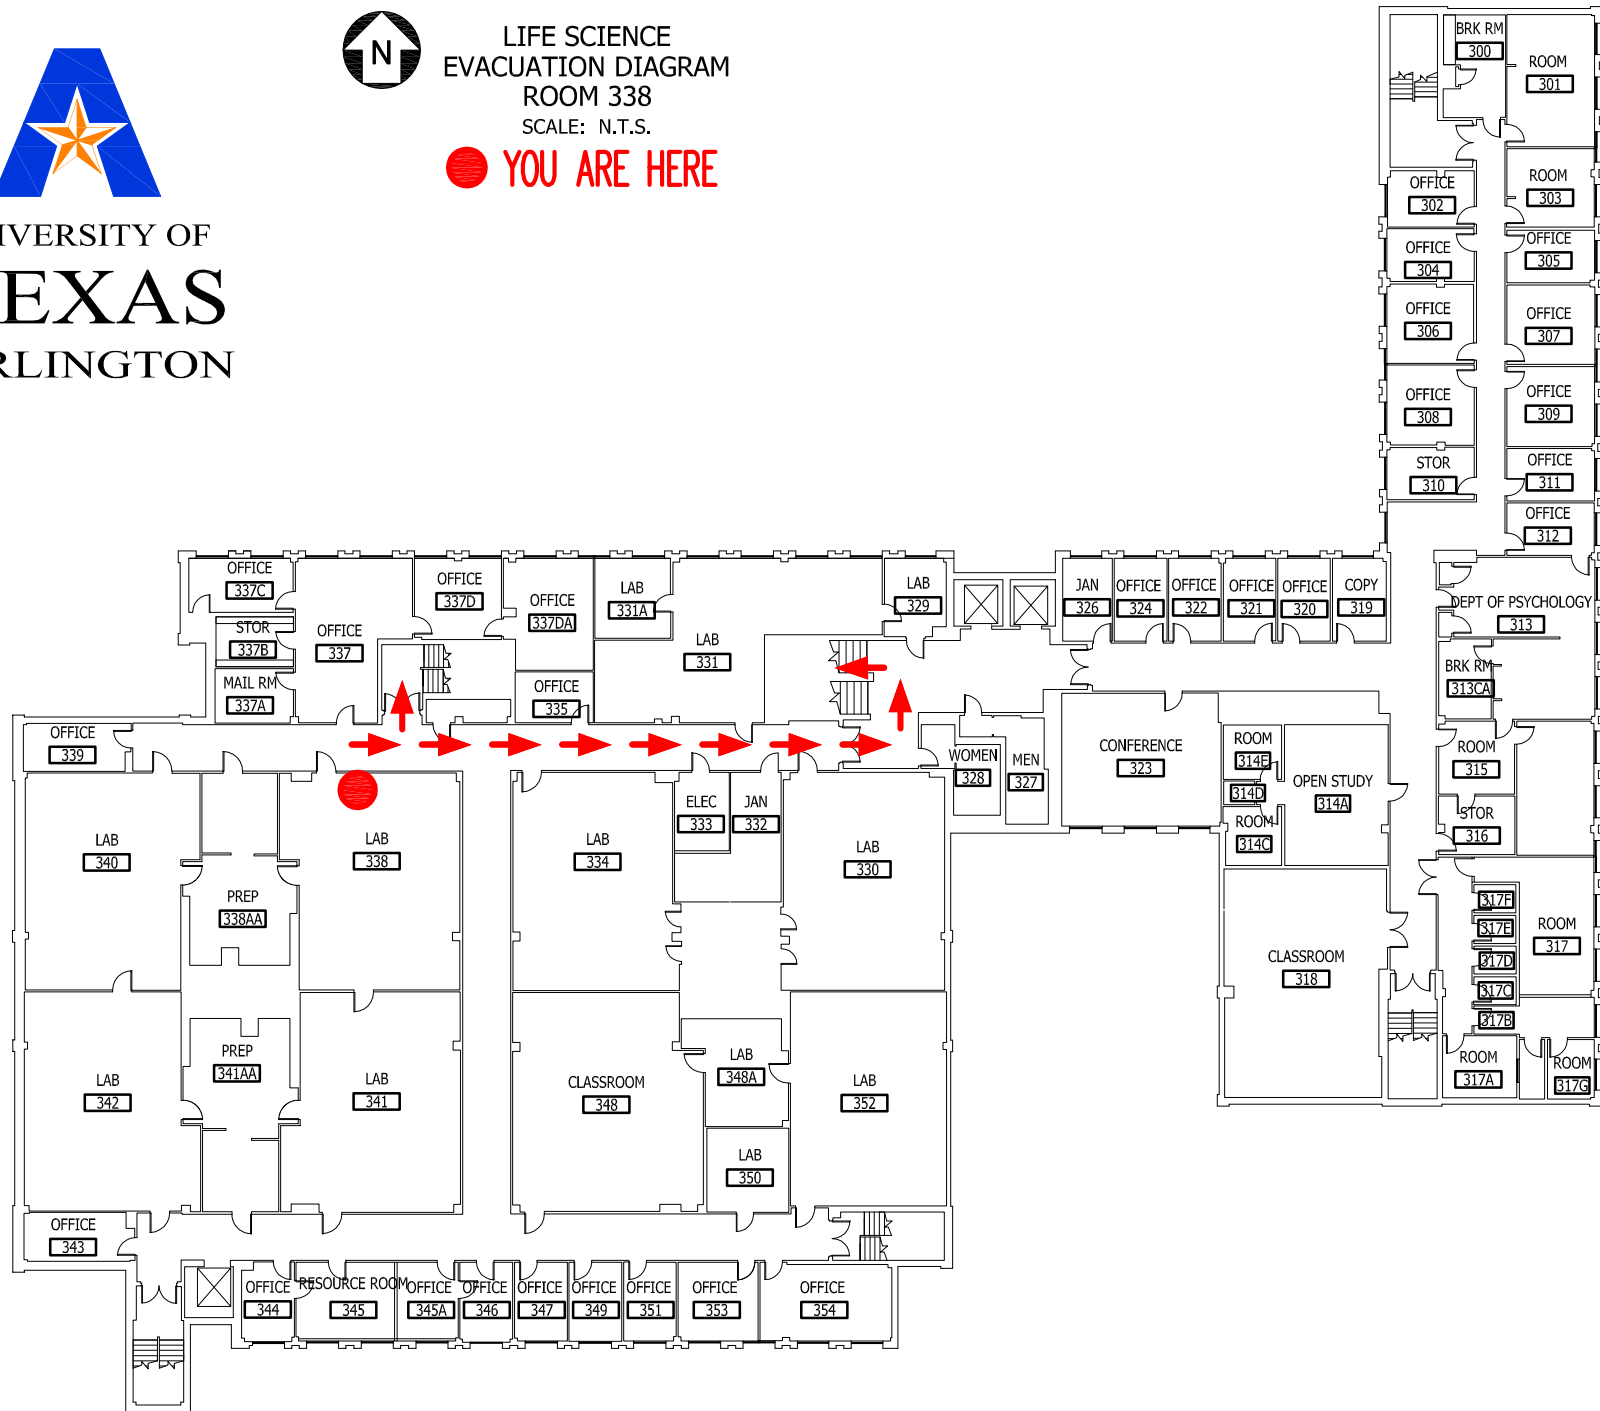 N
LIFE SCIENCE
EVACUATION DIAGRAM
ROOM 338
SCALE: N.T.S.
YOU ARE HERE
IVERSITY OF
EXAS
RLINGTON
BRK RM
300
ROOM
301
OFFICE
302
ROOM
303
OFFICE
304
OFFICE
305
OFFICE
306
OFFICE
307
OFFICE
308
OFFICE
309
STOR
310
OFFICE
311
OFFICE
312
DEPT OF PSYCHOLOGY
313
BRK RM
313CA
OFFICE
337C
STOR
337B
MAIL RM
337A
OFFICE
337
OFFICE
337D
OFFICE
337DA
OFFICE
335
LAB
331A
LAB
331
LAB
329
JAN
326
OFFICE
324
OFFICE
322
OFFICE
321
OFFICE
320
COPY
319
OFFICE
339
WOMEN
328
MEN
327
CONFERENCE
323
ROOM
314E
314D
ROOM
314C
OPEN STUDY
314A
ROOM
315
STOR
316
LAB
340
PREP
338AA
LAB
338
LAB
334
ELEC
333
JAN
332
LAB
330
CLASSROOM
318
317F
317E
317D
317C
317B
ROOM
317
ROOM
317A
ROOM
317G
LAB
342
PREP
341AA
LAB
341
CLASSROOM
348
LAB
348A
LAB
352
LAB
350
OFFICE
343
OFFICE
344
RESOURCE ROOM
345
OFFICE
345A
OFFICE
346
OFFICE
347
OFFICE
349
OFFICE
351
OFFICE
353
OFFICE
354